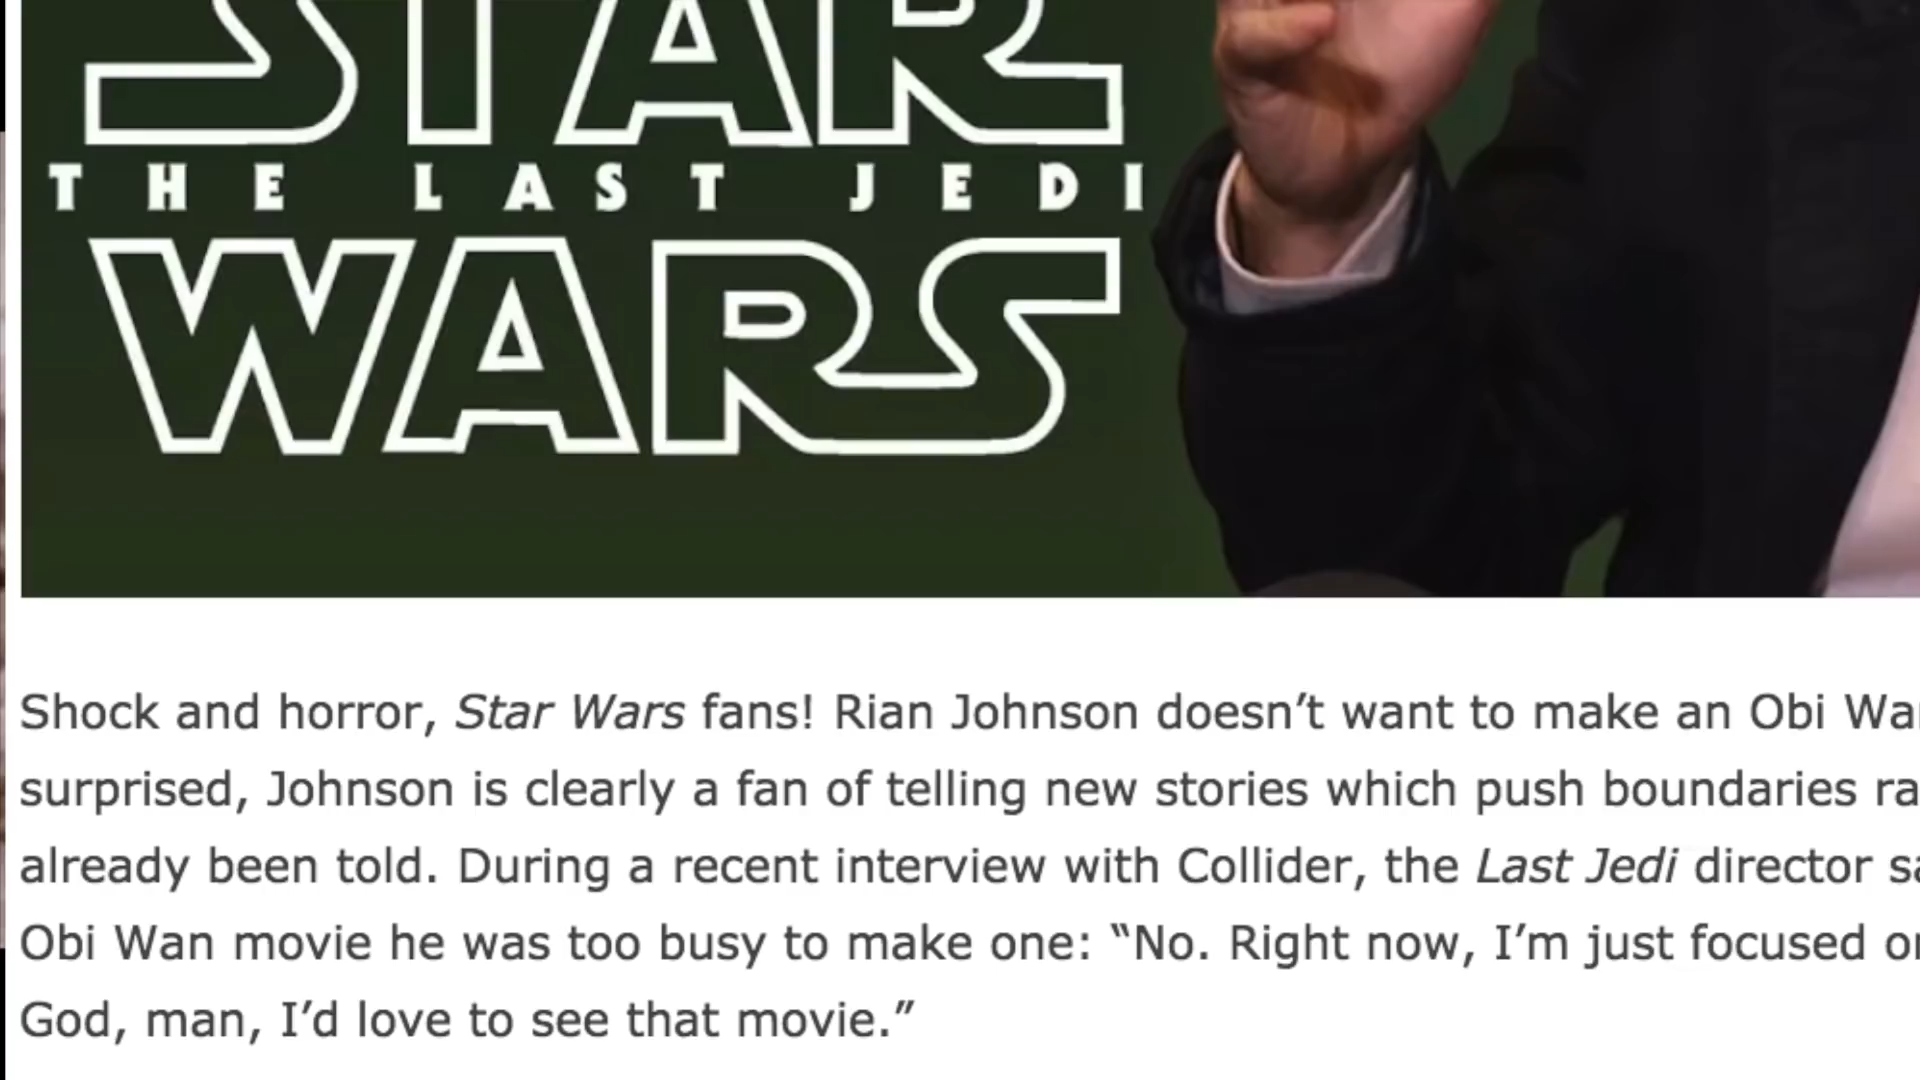 STAR
THE LAST JEDI
WARS
Shock and horror, Star Wars fans! Rian Johnson doesn’t want to make an Obi
surprised, Johnson is clearly a fan of telling new stories which push boundaries
already been told. During a recent interview with Collider, the Last Jedi director
Obi Wan movie he was too busy to make one: “No. Right now, I’m just focused
God, man, I’d love to see that movie.”